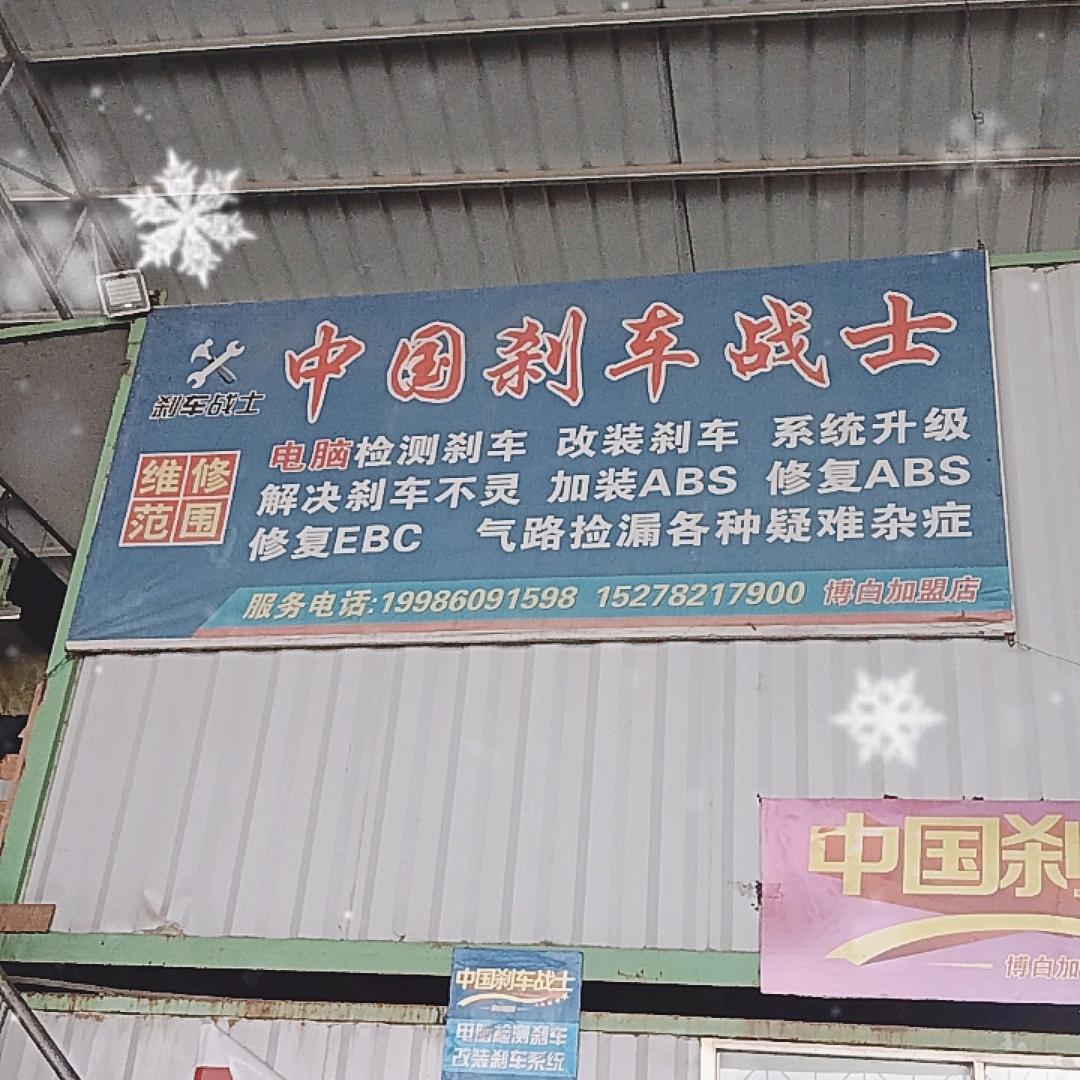 中国刹车战士
刹车战士
维修
范围
电脑检测刹车 改装刹车 系统升级
解决刹车不灵 加装ABS 修复ABS
修复EBC 气路捡漏各种疑难杂症
服务电话:19986091598 15278217900 博白加盟店
中国刹
博白加
中国刹车战士
电脑检测刹车
改装刹车系统